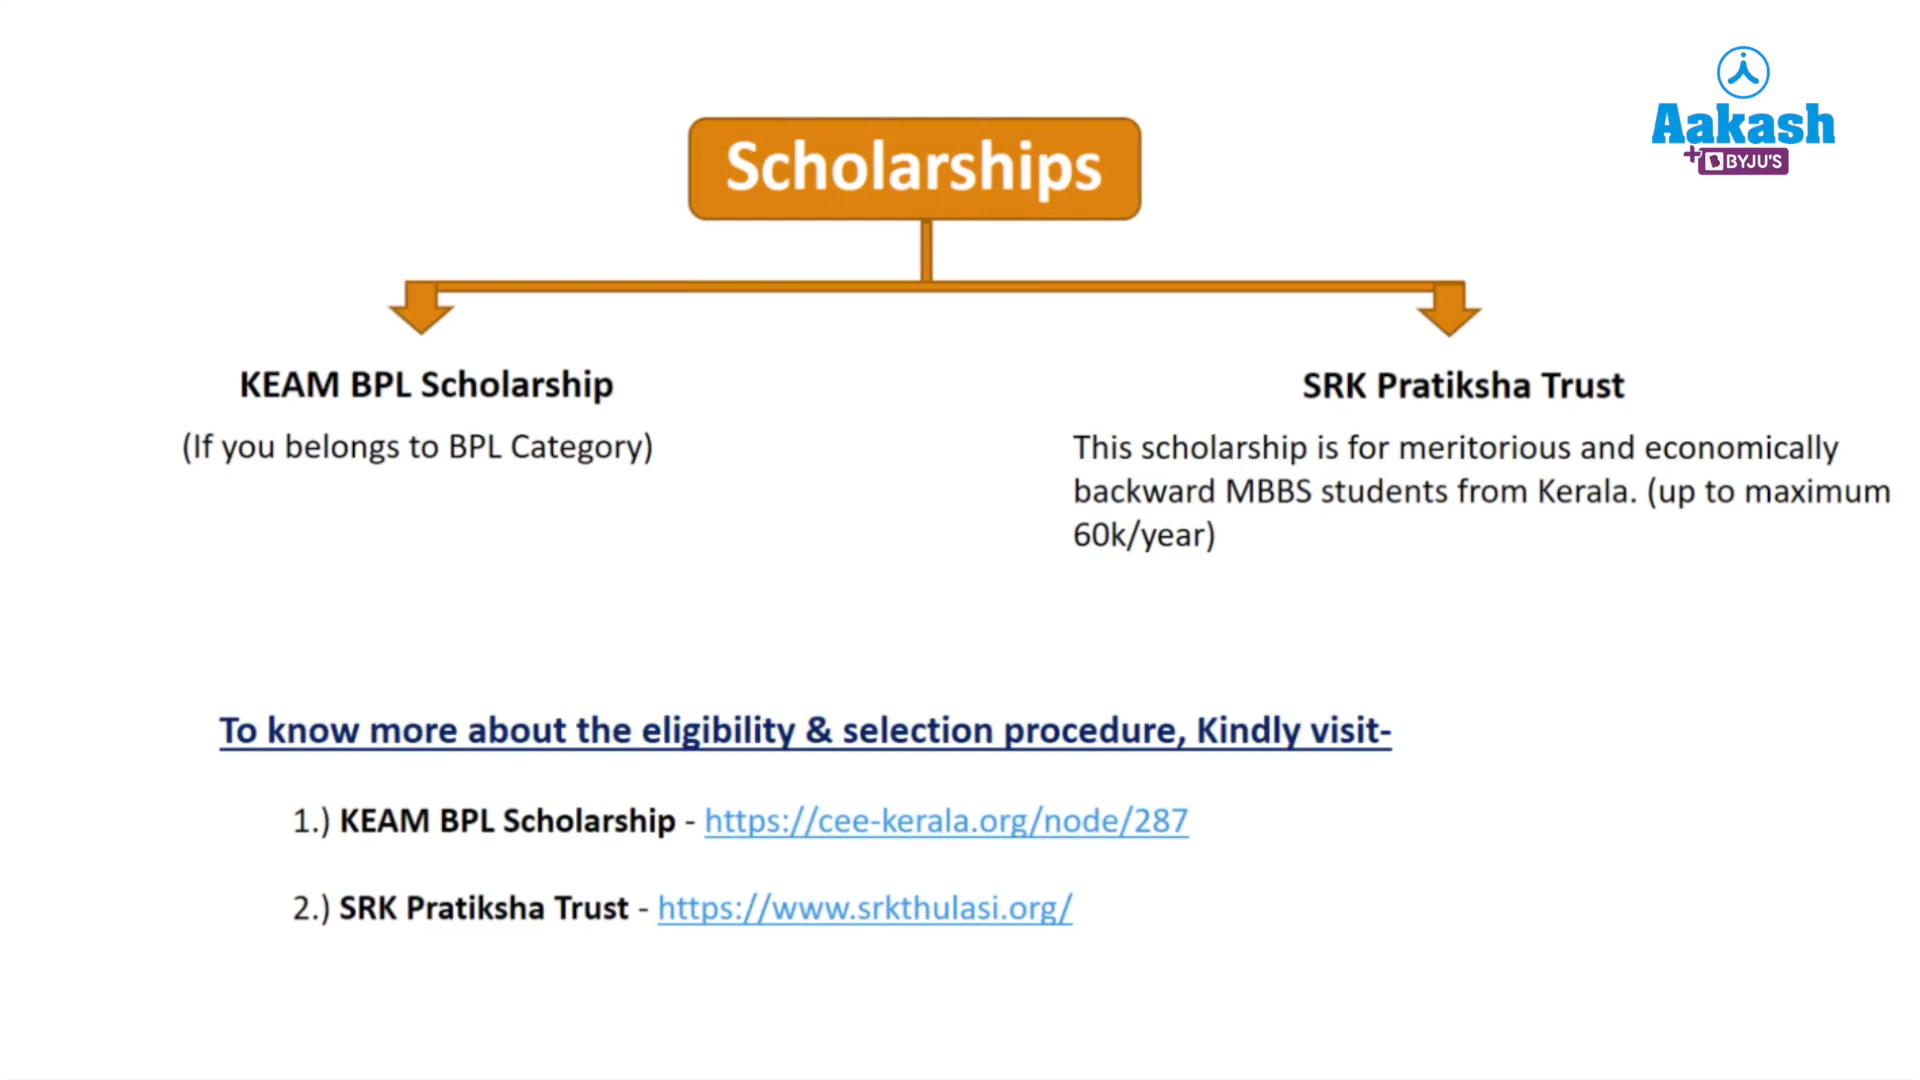 Aakash
+BYJU'S
Scholarships
KEAM BPL Scholarship
(If you belongs to BPL Category)
SRK Pratiksha Trust
This scholarship is for meritorious and economically
backward MBBS students from Kerala. (up to maximum
60k/year)
To know more about the eligibility & selection procedure, Kindly visit-
1.) KEAM BPL Scholarship - https://cee-kerala.org/node/287
2.) SRK Pratiksha Trust - https://www.srkthulasi.org/